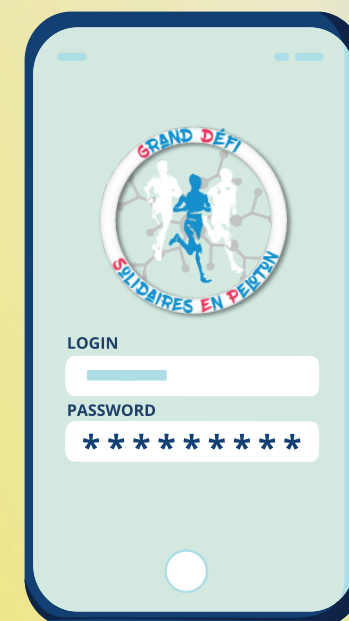 GRAND DÉFI
SOLIDAIRES EN PELOTON
LOGIN
PASSWORD
* * * * * * * * *